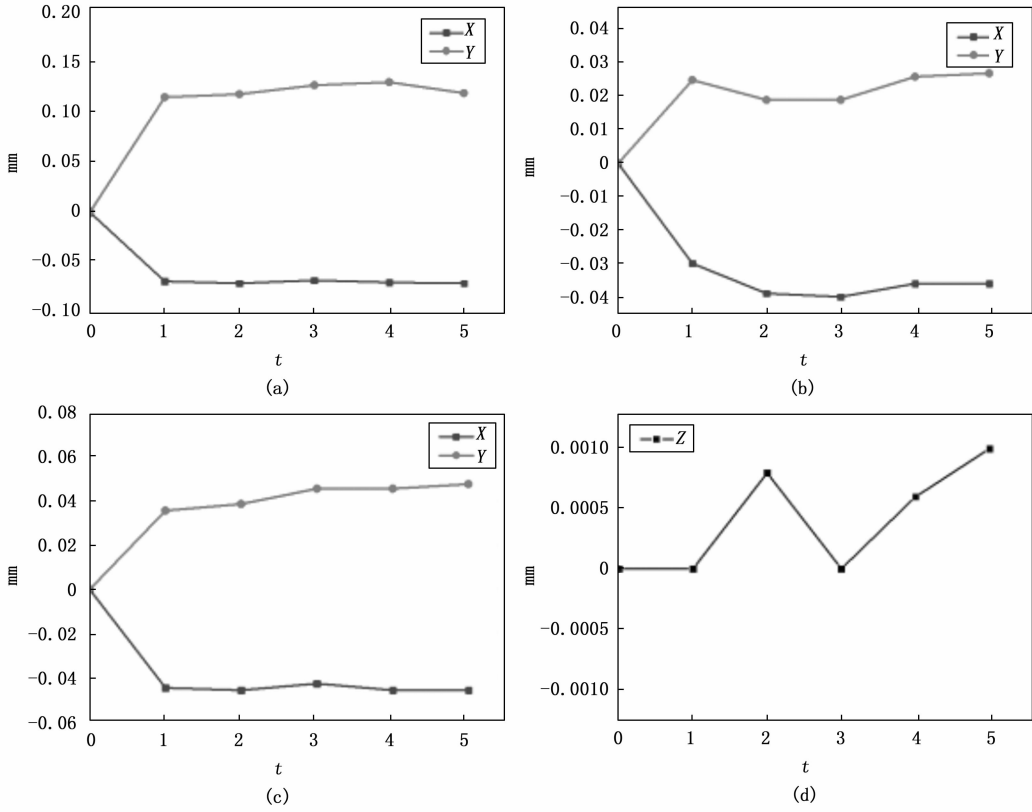 0.20
0.15
0.10
0.05
0
−0.05
−0.10
mm
X
Y
0 1 2 3 4 5
t
(a)
0.04
0.03
0.02
0.01
0
−0.01
−0.02
−0.03
−0.04
mm
X
Y
0 1 2 3 4 5
t
(b)
0.08
0.06
0.04
0.02
0
−0.02
−0.04
−0.06
mm
X
Y
0 1 2 3 4 5
t
(c)
0.0010
0.0005
0
−0.0005
−0.0010
mm
Z
0 1 2 3 4 5
t
(d)